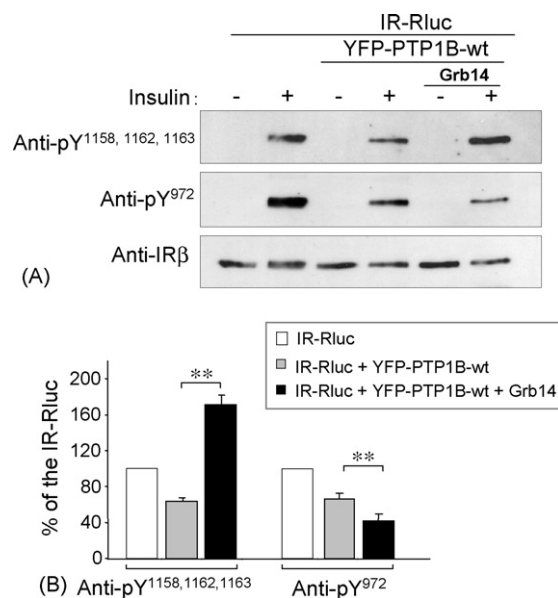 IR-Rluc
YFP-PTP1B-wt
Grb14
Insulin : - + - + - +
Anti-pY1158, 1162, 1163
Anti-pY972
Anti-IRβ
(A)
IR-Rluc
IR-Rluc + YFP-PTP1B-wt
IR-Rluc + YFP-PTP1B-wt + Grb14
% of the IR-Rluc
200
160
120
80
40
0
**
**
Anti-pY1158,1162,1163
Anti-pY972
(B)